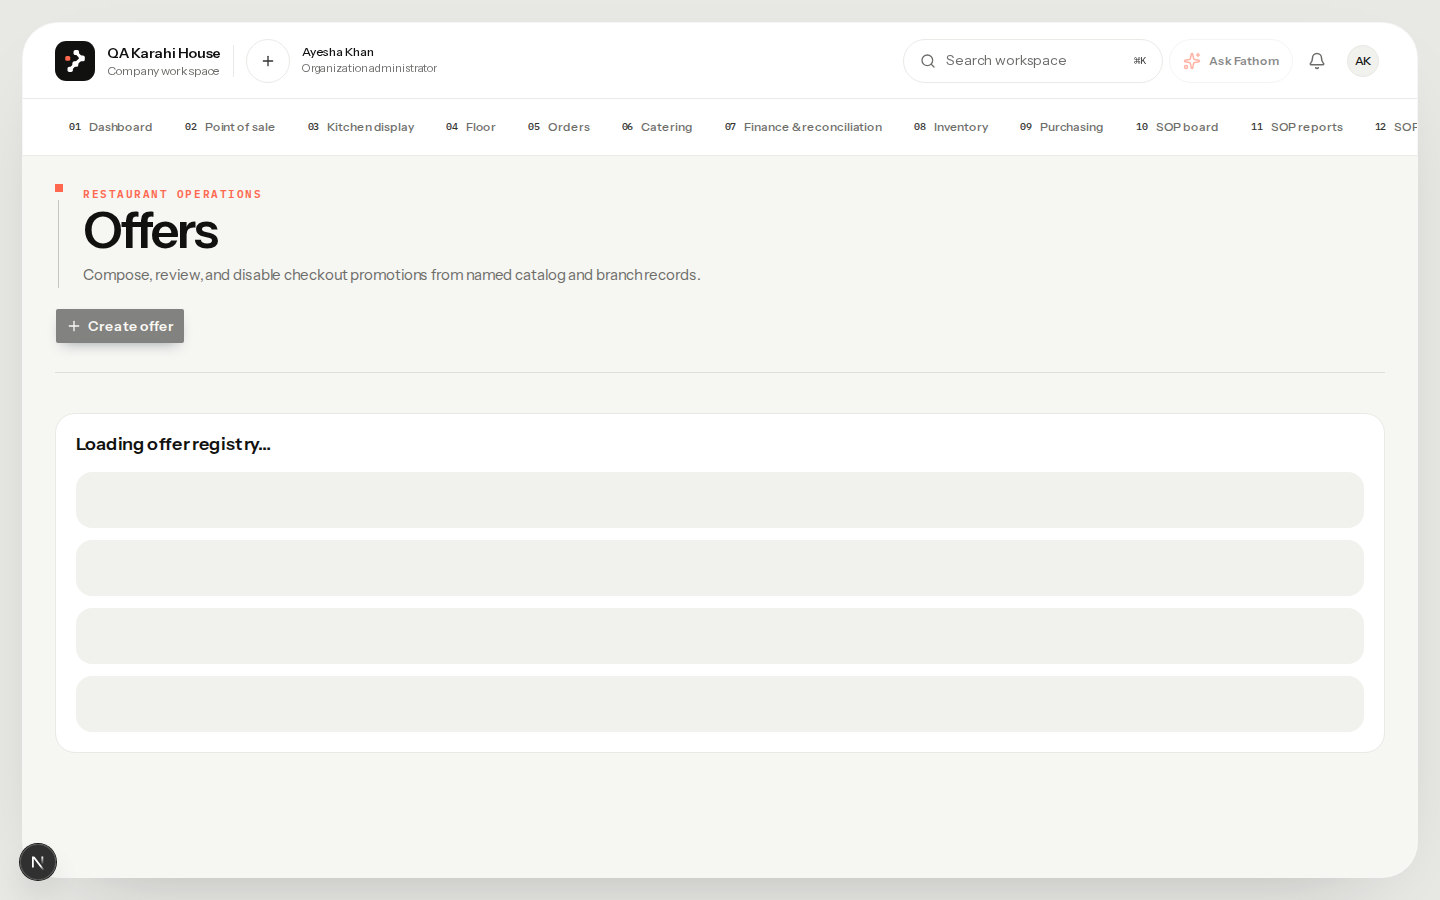 QA Karahi House
Company workspace
Ayesha Khan
Organization administrator
Search workspace
⌘K
Ask Fathom
AK
01 Dashboard
02 Point of sale
03 Kitchen display
04 Floor
05 Orders
06 Catering
07 Finance & reconciliation
08 Inventory
09 Purchasing
10 SOP board
11 SOP reports
12 SOP
RESTAURANT OPERATIONS
Offers
Compose, review, and disable checkout promotions from named catalog and branch records.
Create offer
Loading offer registry...
N